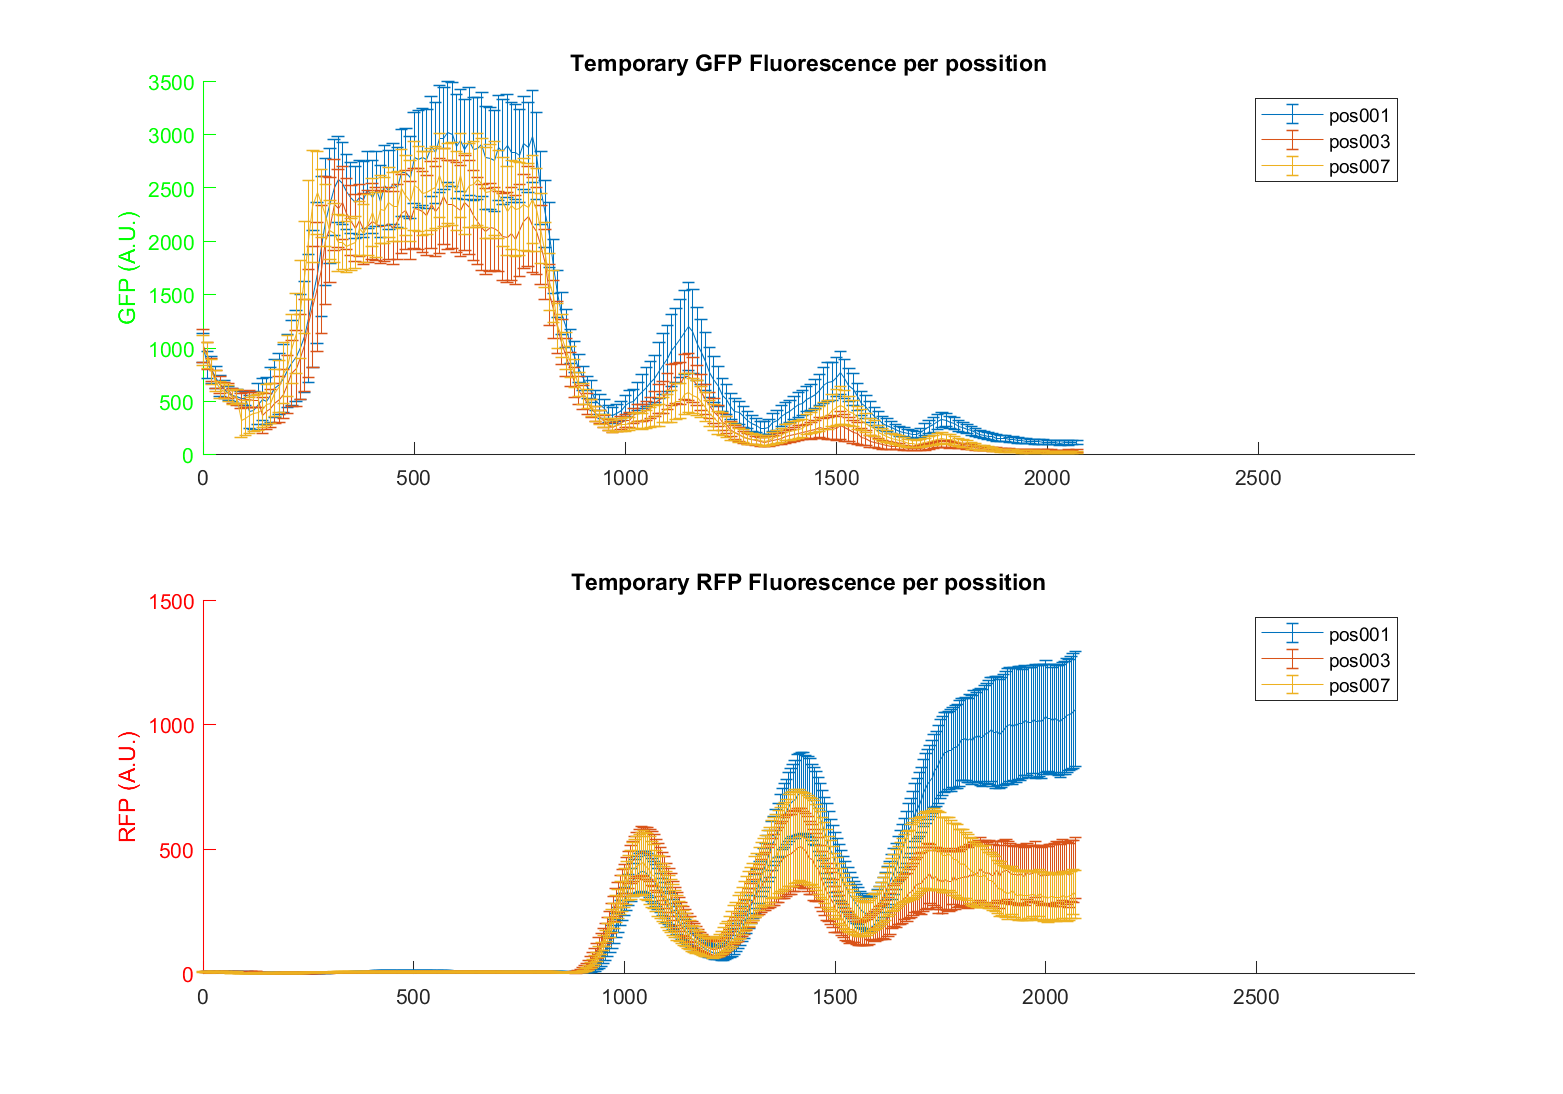 Temporary GFP Fluorescence per possition
3500
3000
2500
2000
1500
1000
500
0
GFP (A.U.)
0 500 1000 1500 2000 2500
pos001
pos003
pos007
Temporary RFP Fluorescence per possition
1500
1000
500
0
RFP (A.U.)
0 500 1000 1500 2000 2500
pos001
pos003
pos007